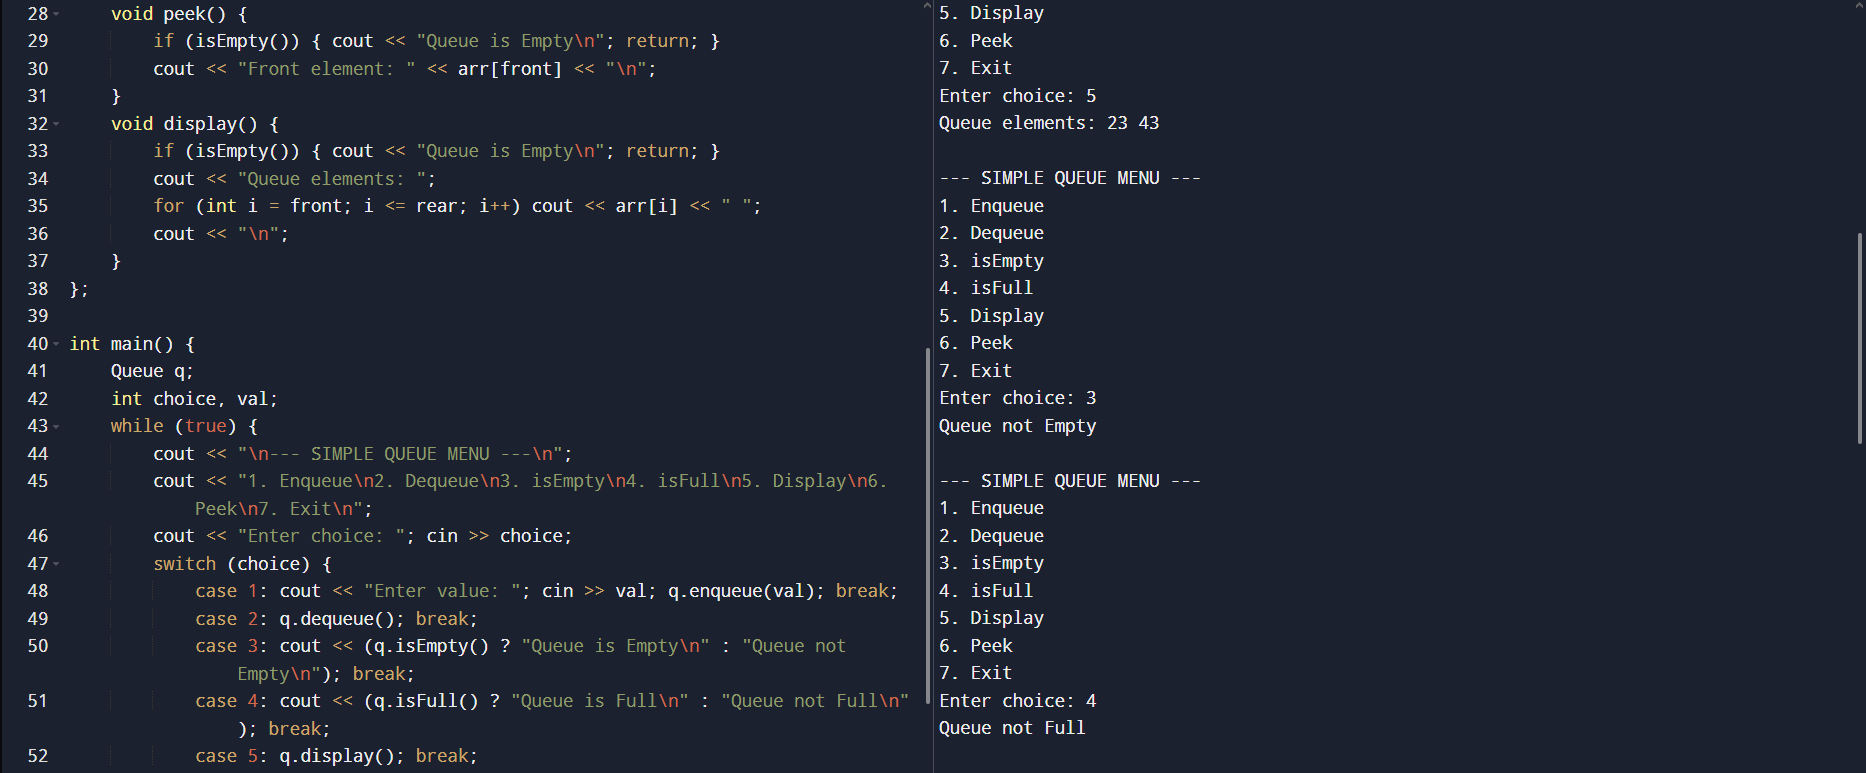 28 void peek() {
29 if (isEmpty()) { cout << "Queue is Empty\n"; return; }
30 cout << "Front element: " << arr[front] << "\n";
31 }
32 void display() {
33 if (isEmpty()) { cout << "Queue is Empty\n"; return; }
34 cout << "Queue elements: ";
35 for (int i = front; i <= rear; i++) cout << arr[i] << " ";
36 cout << "\n";
37 }
38 };
39
40 int main() {
41 Queue q;
42 int choice, val;
43 while (true) {
44 cout << "\n--- SIMPLE QUEUE MENU ---\n";
45 cout << "1. Enqueue\n2. Dequeue\n3. isEmpty\n4. isFull\n5. Display\n6.
Peek\n7. Exit\n";
46 cout << "Enter choice: "; cin >> choice;
47 switch (choice) {
48 case 1: cout << "Enter value: "; cin >> val; q.enqueue(val); break;
49 case 2: q.dequeue(); break;
50 case 3: cout << (q.isEmpty() ? "Queue is Empty\n" : "Queue not
Empty\n"); break;
51 case 4: cout << (q.isFull() ? "Queue is Full\n" : "Queue not Full\n"
); break;
52 case 5: q.display(); break;
5. Display
6. Peek
7. Exit
Enter choice: 5
Queue elements: 23 43
--- SIMPLE QUEUE MENU ---
1. Enqueue
2. Dequeue
3. isEmpty
4. isFull
5. Display
6. Peek
7. Exit
Enter choice: 3
Queue not Empty
--- SIMPLE QUEUE MENU ---
1. Enqueue
2. Dequeue
3. isEmpty
4. isFull
5. Display
6. Peek
7. Exit
Enter choice: 4
Queue not Full